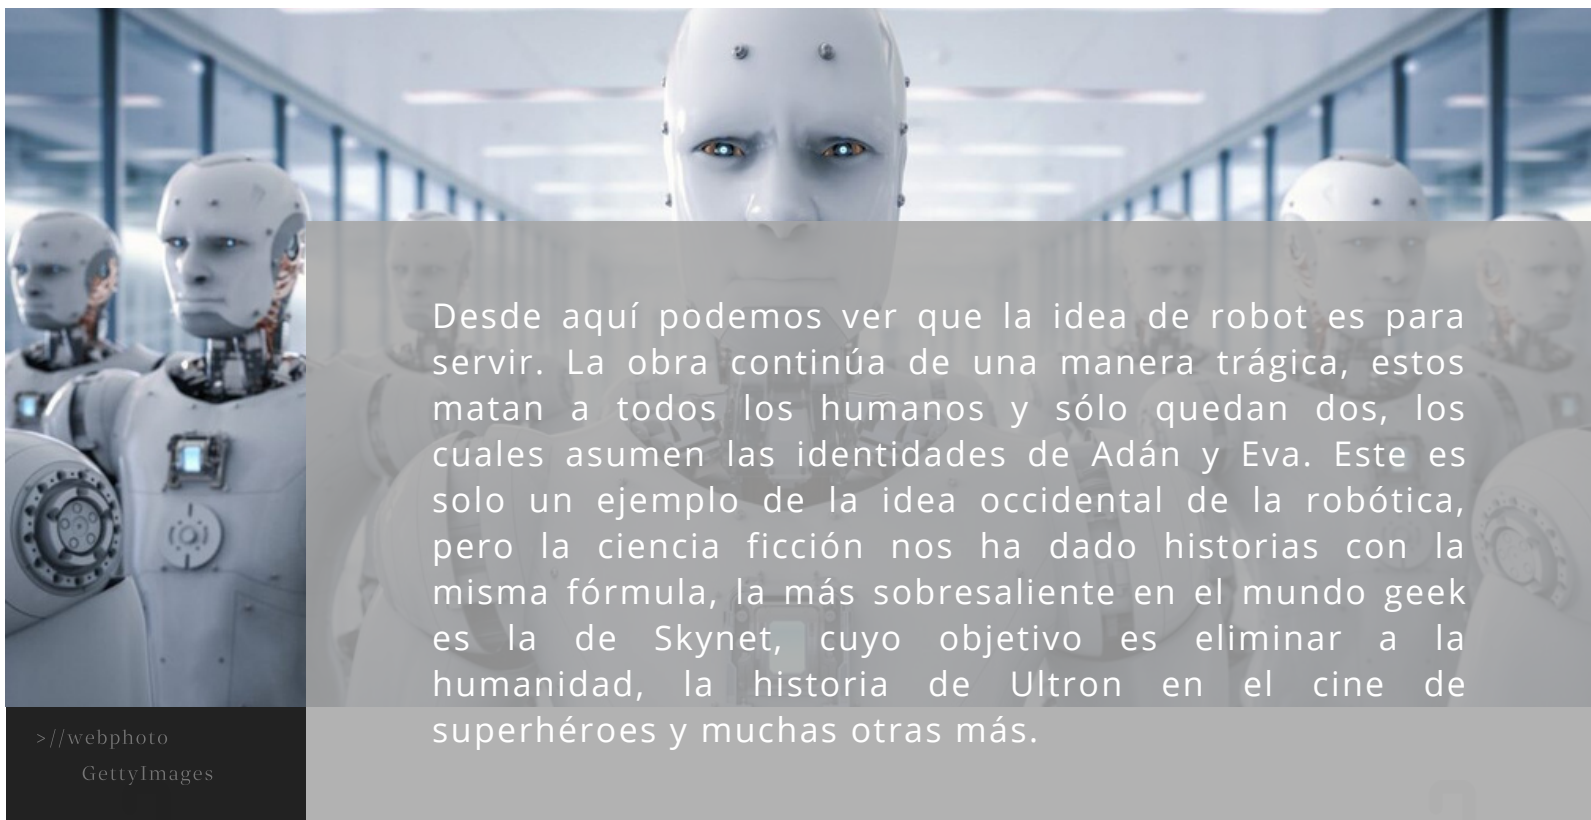 Desde aquí podemos ver que la idea de robot es para
servir. La obra continúa de una manera trágica, estos
matan a todos los humanos y sólo quedan dos, los
cuales asumen las identidades de Adán y Eva. Este es
solo un ejemplo de la idea occidental de la robótica,
pero la ciencia ficción nos ha dado historias con la
misma fórmula, la más sobresaliente en el mundo geek
es la de Skynet, cuyo objetivo es eliminar a la
humanidad, la historia de Ultron en el cine de
superhéroes y muchas otras más.
>//webphoto
GettyImages